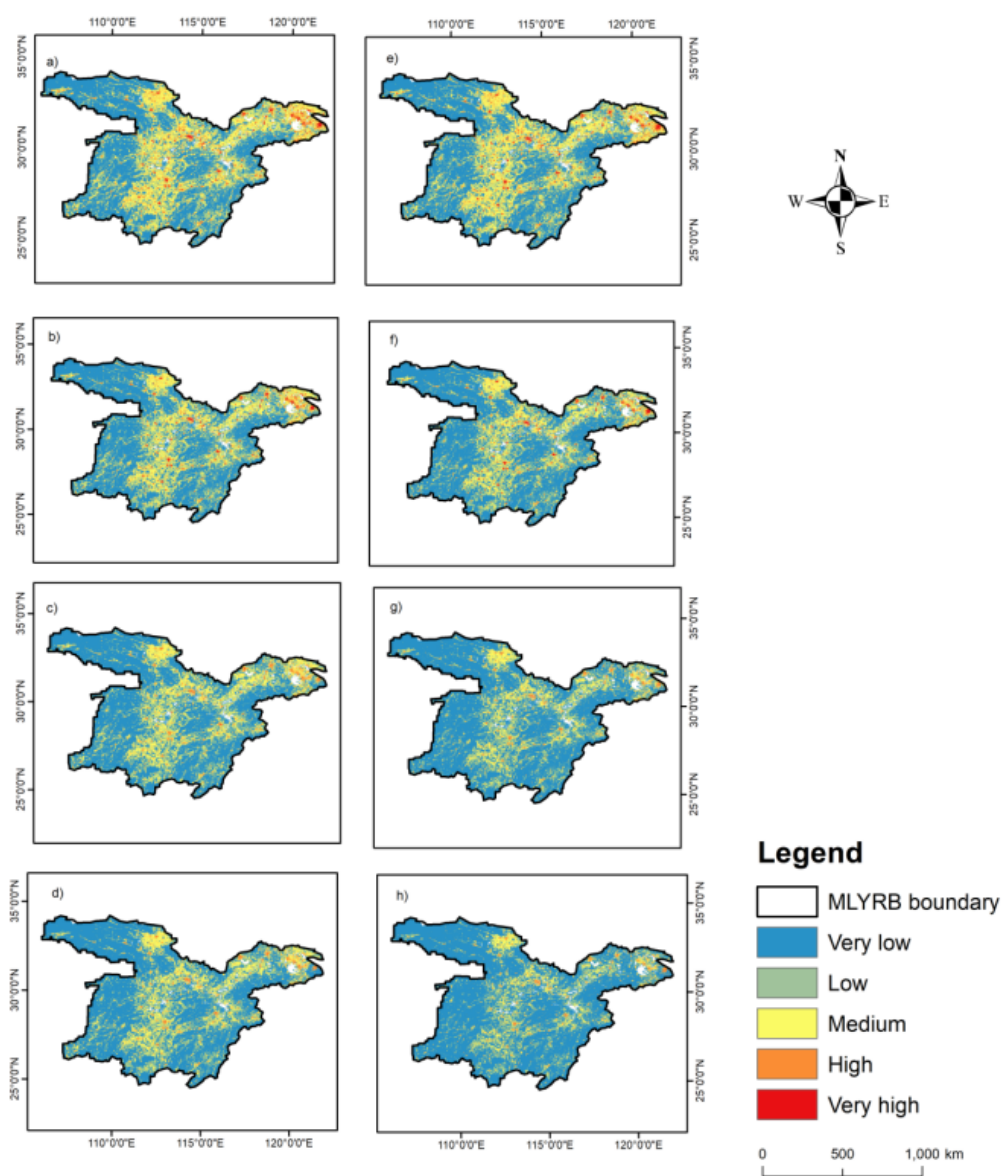 110°0'0"E 115°0'0"E 120°0'0"E 110°0'0"E 115°0'0"E 120°0'0"E
a)
35°0'0"N
30°0'0"N
25°0'0"N
e)
35°0'0"N
30°0'0"N
25°0'0"N
N
W E
S
b)
35°0'0"N
30°0'0"N
25°0'0"N
f)
35°0'0"N
30°0'0"N
25°0'0"N
c)
35°0'0"N
30°0'0"N
25°0'0"N
g)
35°0'0"N
30°0'0"N
25°0'0"N
d)
35°0'0"N
30°0'0"N
25°0'0"N
h)
35°0'0"N
30°0'0"N
25°0'0"N
110°0'0"E 115°0'0"E 120°0'0"E 110°0'0"E 115°0'0"E 120°0'0"E
Legend
MLYRB boundary
Very low
Low
Medium
High
Very high
0 500 1,000 km